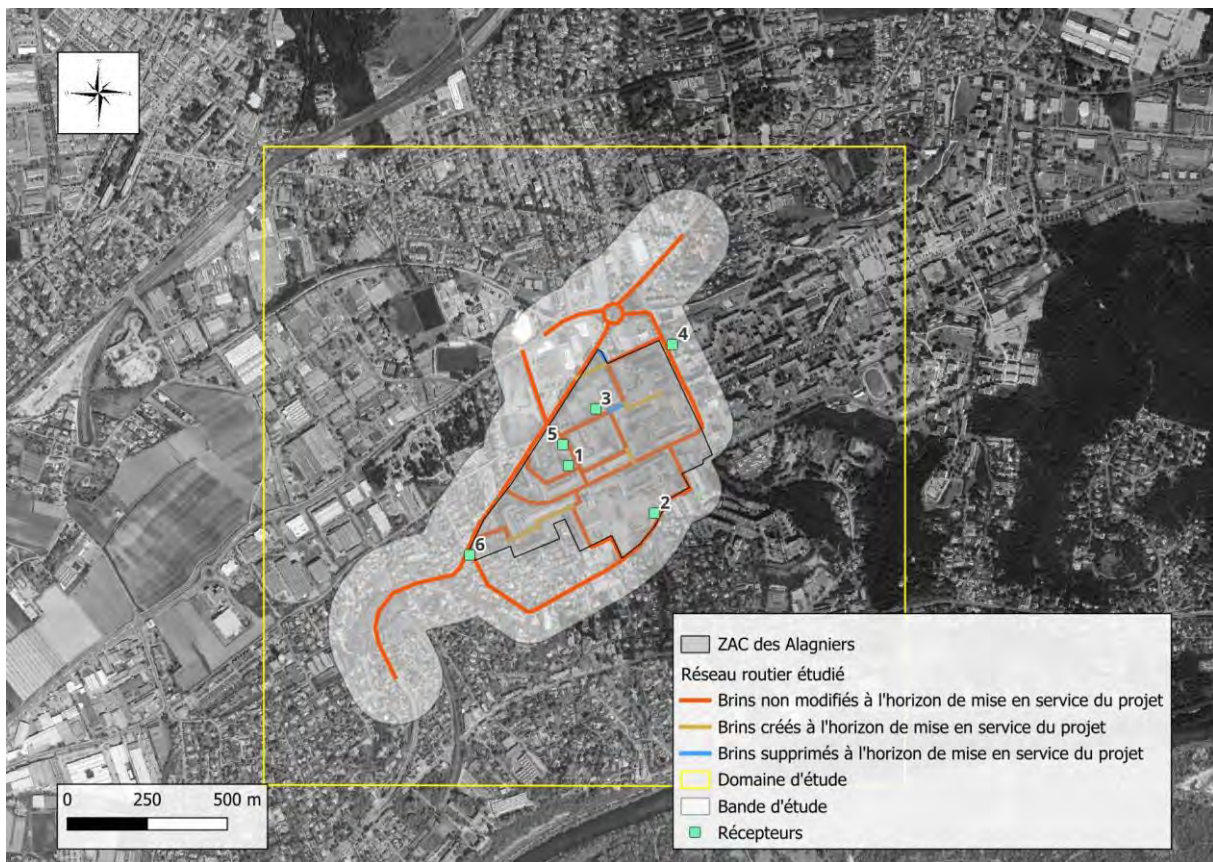 4
3
5
1
2
6
ZAC des Alagniers
Réseau routier étudié
Brins non modifiés à l'horizon de mise en service du projet
Brins créés à l'horizon de mise en service du projet
Brins supprimés à l'horizon de mise en service du projet
Domaine d'étude
Bande d'étude
Récepteurs
0 250 500 m